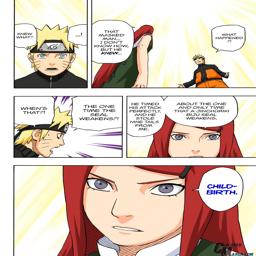 KNEW
WHAT?...
THAT
MASKED
MAN...
I DON'T
KNOW HOW,
BUT HE
KNEW...
WHAT
HAPPENED
?!
WHEN'S
THAT?!
THE ONE
TIME THE
SEAL
WEAKENS?!
HE TIMED
HIS ATTACK
PERFECTLY,
AND HE
STOLE
NINE TAILS
FROM ME.
ABOUT THE ONE
AND ONLY TIME
THAT A JINCHURIKI
BIJU SEAL
WEAKENS...
CHILD-
BIRTH.